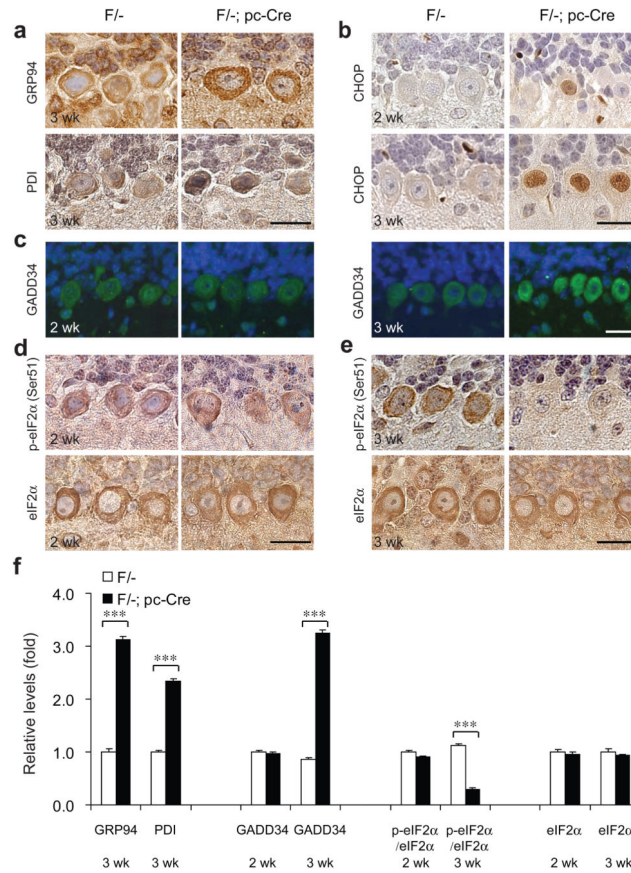 F/- F/-; pc-Cre F/- F/-; pc-Cre
a b
GRP94
3 wk
CHOP
2 wk
PDI
3 wk
CHOP
3 wk
c
GADD34
2 wk
GADD34
3 wk
d e
p-eIF2α (Ser51)
2 wk
p-eIF2α (Ser51)
3 wk
eIF2α
2 wk
eIF2α
3 wk
f
F/-
F/-; pc-Cre
Relative levels (fold)
4.0
3.0
2.0
1.0
0.0
*** *** *** ***
GRP94 PDI GADD34 GADD34 p-eIF2α p-eIF2α eIF2α eIF2α
/eIF2α /eIF2α
3 wk 3 wk 2 wk 3 wk 2 wk 3 wk 2 wk 3 wk